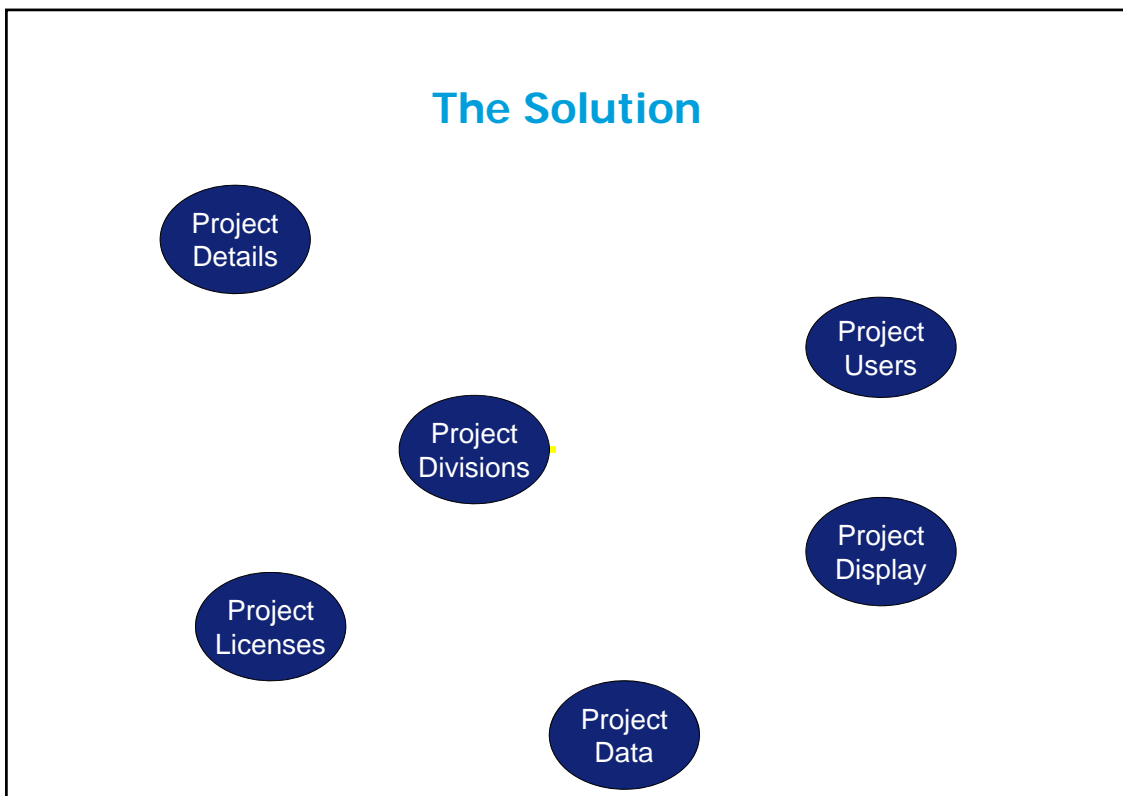 The Solution
Project
Details
Project
Users
Project
Divisions
Project
Display
Project
Licenses
Project
Data